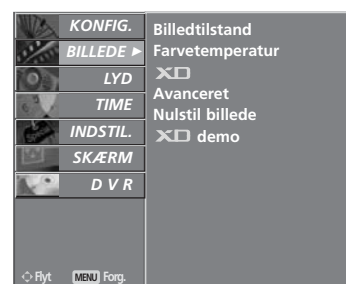 KONFIG.
BILLEDE ►
LYD
TIME
INDSTIL.
SKÆRM
D V R
Billedtilstand
Farvetemperatur
XD
Avanceret
Nulstil billede
XD demo
Flyt MENU Forg.